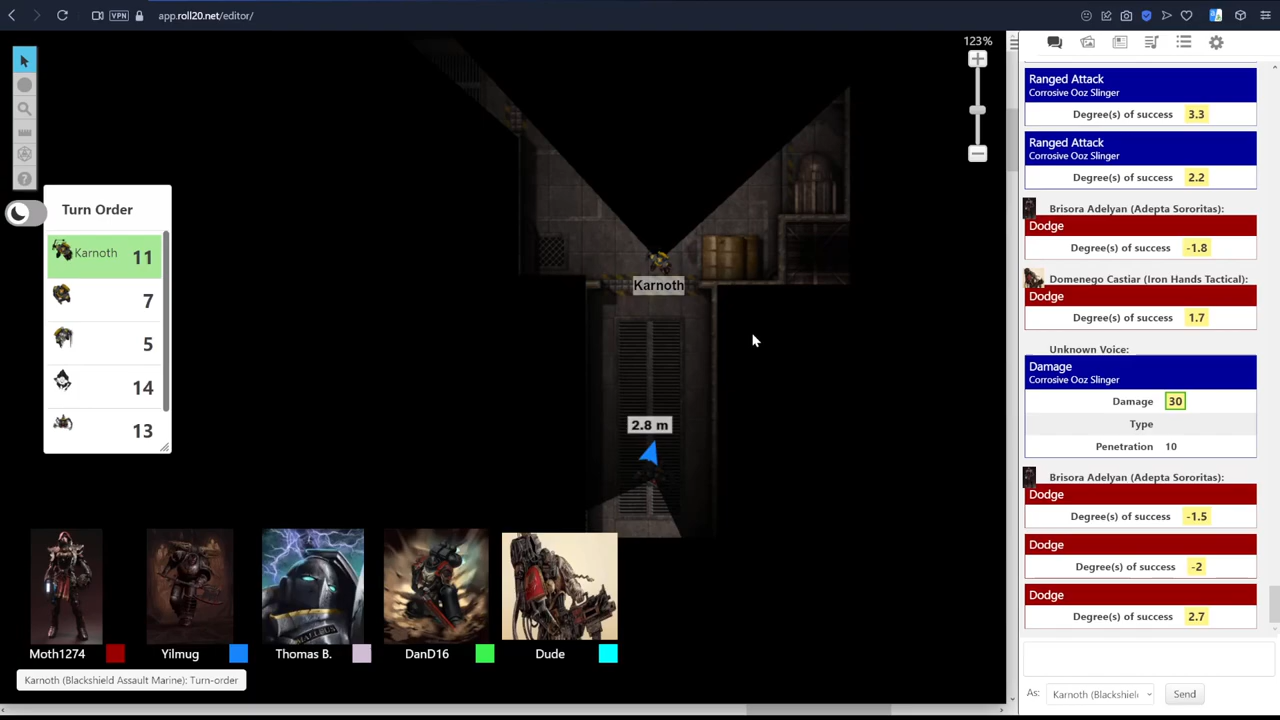 VPN
app.roll20.net/editor/
123%
Turn Order
Karnoth 11
7
5
14
13
Karnoth
2.8 m
Moth1274
Yilmug
Thomas B.
DanD16
Dude
Karnoth (Blackshield Assault Marine): Turn-order
Ranged Attack
Corrosive Ooz Slinger
Degree(s) of success 3.3
Ranged Attack
Corrosive Ooz Slinger
Degree(s) of success 2.2
Brisora Adelyan (Adepta Sororitas):
Dodge
Degree(s) of success -1.8
Domenego Castiar (Iron Hands Tactical):
Dodge
Degree(s) of success 1.7
Unknown Voice:
Damage
Corrosive Ooz Slinger
Damage 30
Type
Penetration 10
Brisora Adelyan (Adepta Sororitas):
Dodge
Degree(s) of success -1.5
Dodge
Degree(s) of success -2
Dodge
Degree(s) of success 2.7
As: Karnoth (Blackshiel
Send